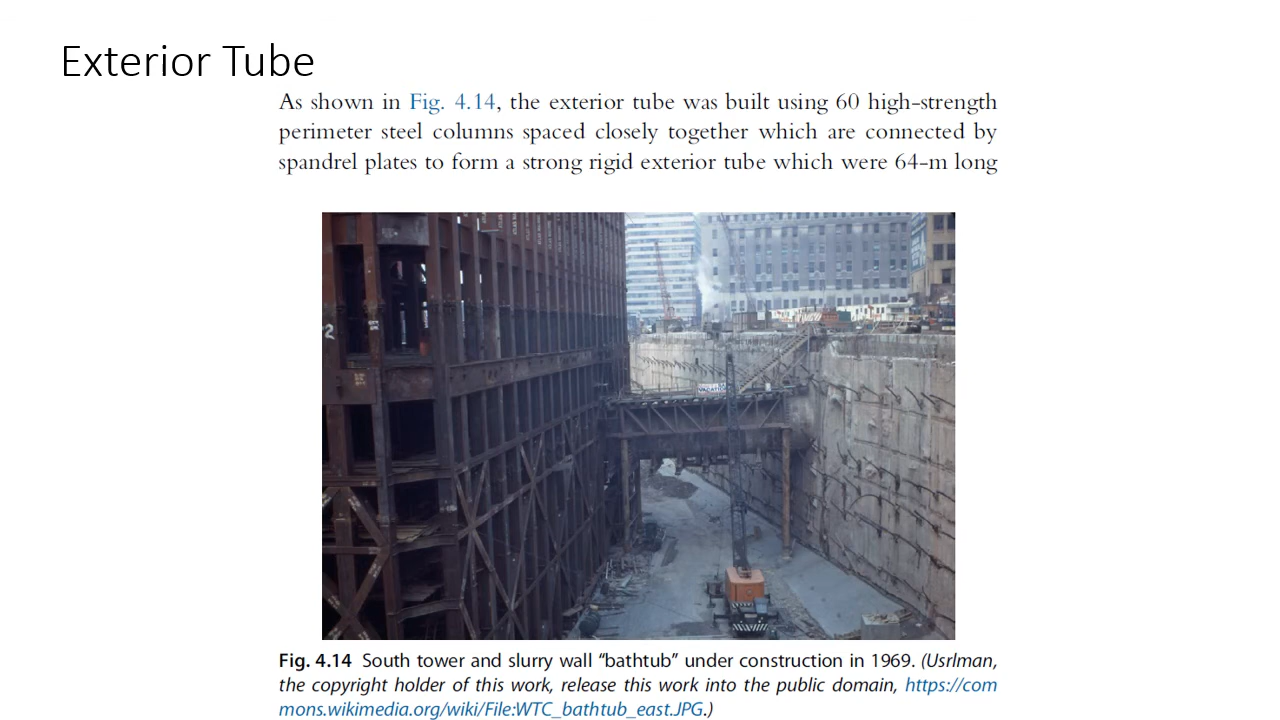 Exterior Tube
As shown in Fig. 4.14, the exterior tube was built using 60 high-strength
perimeter steel columns spaced closely together which are connected by
spandrel plates to form a strong rigid exterior tube which were 64-m long
2
Fig. 4.14 South tower and slurry wall “bathtub” under construction in 1969. (Usrlman,
the copyright holder of this work, release this work into the public domain, https://com
mons.wikimedia.org/wiki/File:WTC_bathtub_east.JPG.)